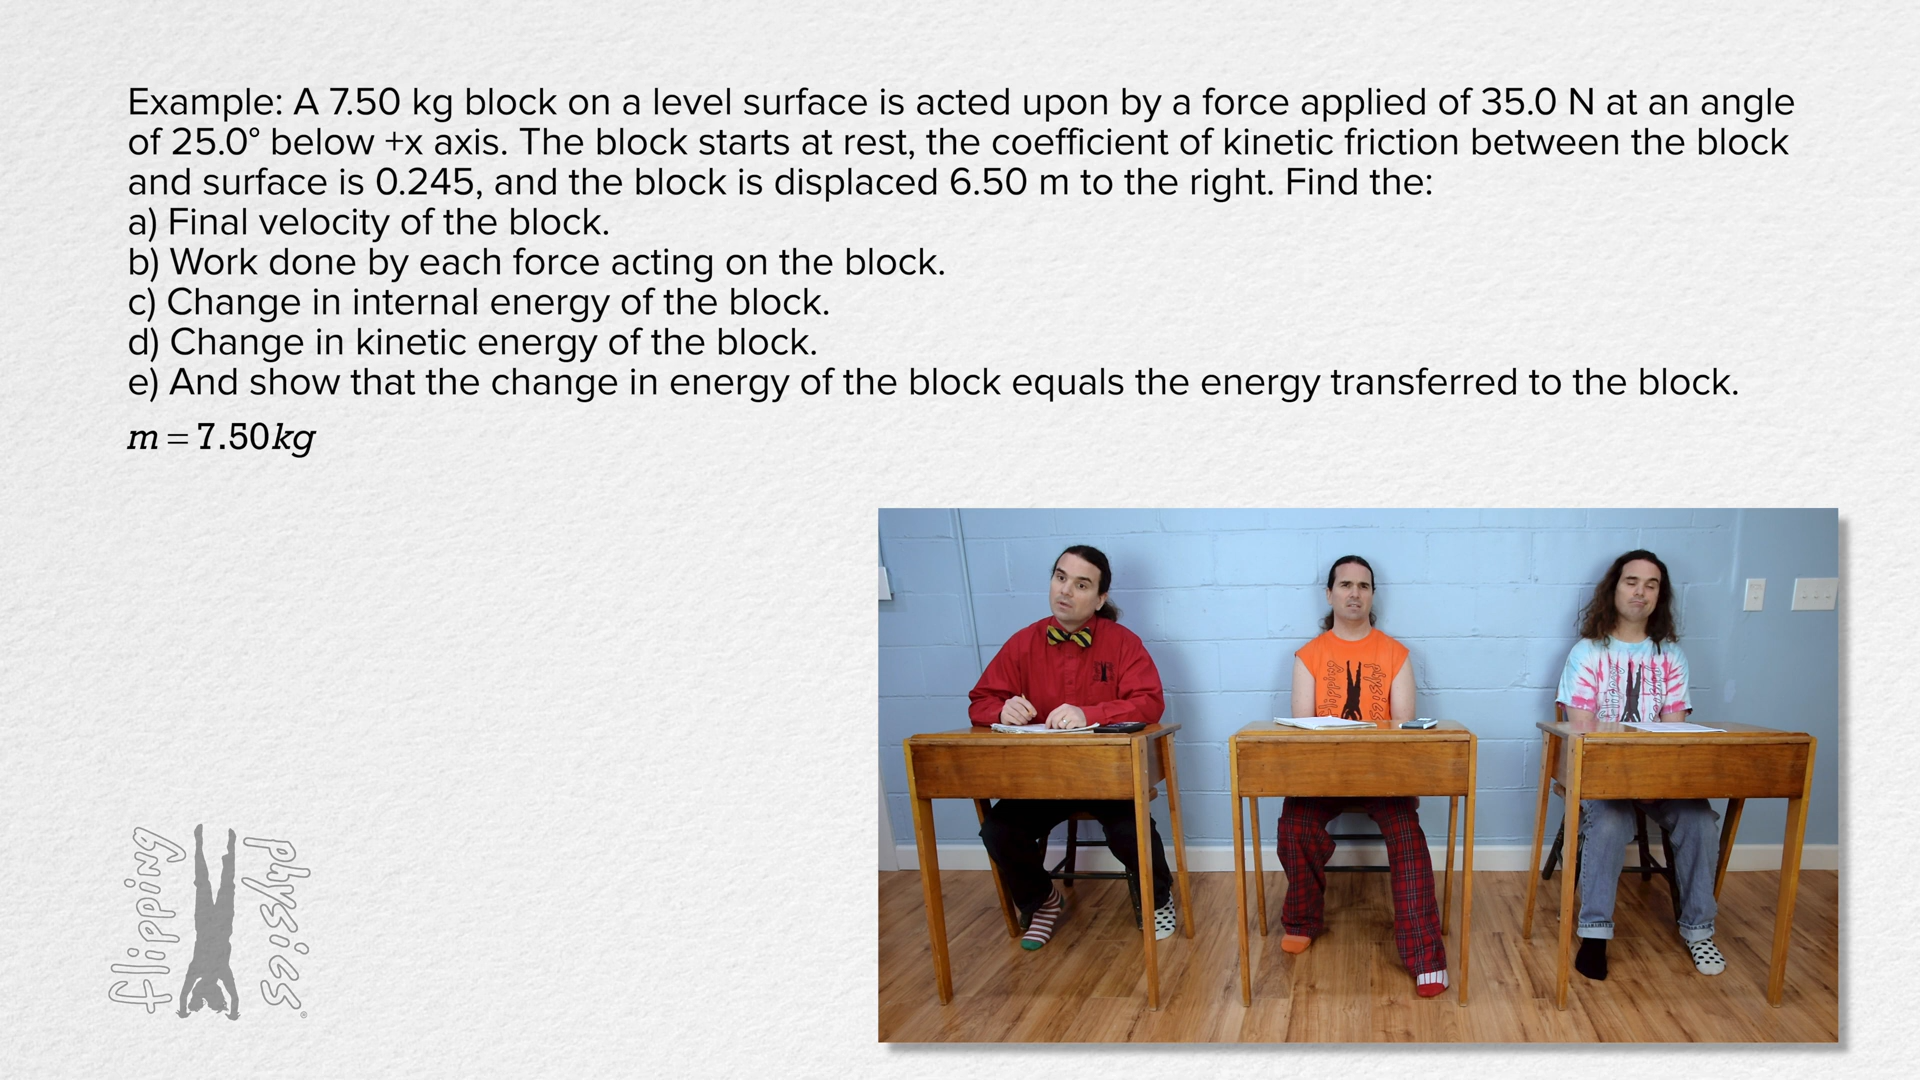 Example: A 7.50 kg block on a level surface is acted upon by a force applied of 35.0 N at an angle
of 25.0° below +x axis. The block starts at rest, the coefficient of kinetic friction between the block
and surface is 0.245, and the block is displaced 6.50 m to the right. Find the:
a) Final velocity of the block.
b) Work done by each force acting on the block.
c) Change in internal energy of the block.
d) Change in kinetic energy of the block.
e) And show that the change in energy of the block equals the energy transferred to the block.
m = 7.50kg
flipping
physics
flipping
physics
flipping
physics